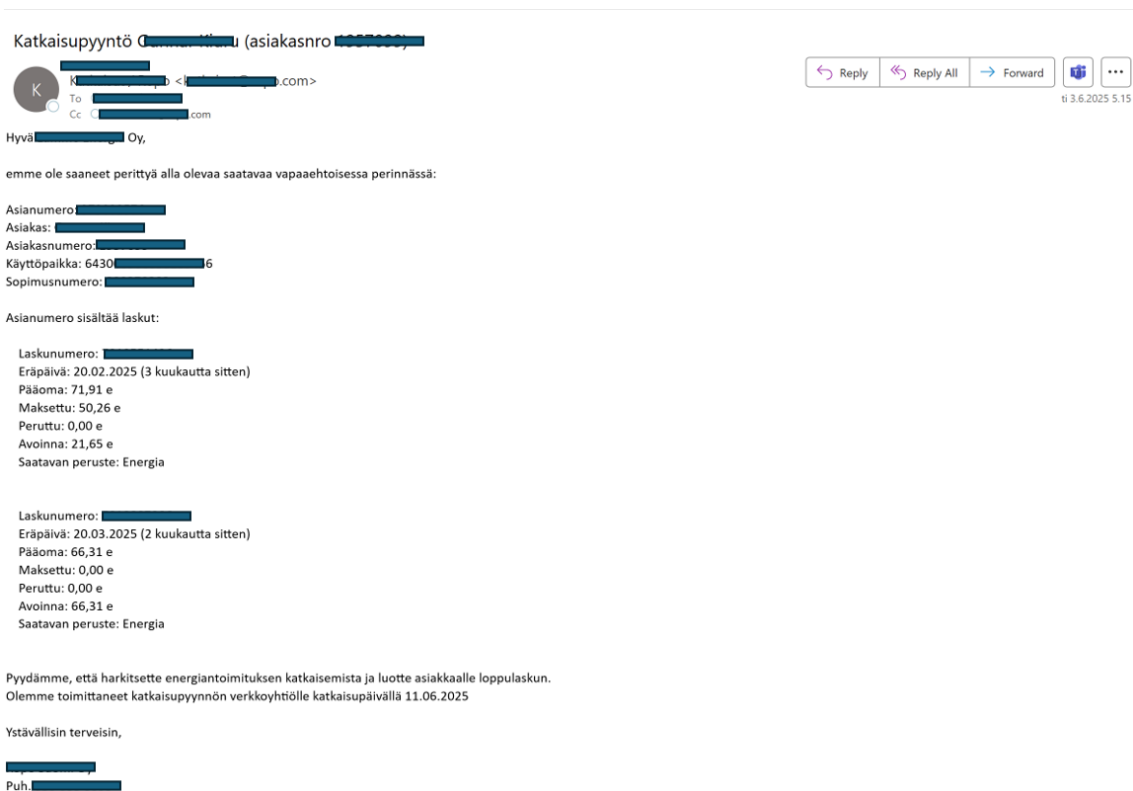 Katkaisupyyntö (asiakasnro
K
Reply
Reply All
Forward
.com>
To
Cc .com
ti 3.6.2025 5.15
Hyvä Oy,
emme ole saaneet perittyä alla olevaa saatavaa vapaaehtoisessa perinnässä:
Asianumero:
Asiakas:
Asiakasnumero:
Käyttöpaikka: 6430 6
Sopimusnumero:
Asianumero sisältää laskut:
Laskunumero:
Eräpäivä: 20.02.2025 (3 kuukautta sitten)
Pääoma: 71,91 e
Maksettu: 50,26 e
Peruttu: 0,00 e
Avoinna: 21,65 e
Saatavan peruste: Energia
Laskunumero:
Eräpäivä: 20.03.2025 (2 kuukautta sitten)
Pääoma: 66,31 e
Maksettu: 0,00 e
Peruttu: 0,00 e
Avoinna: 66,31 e
Saatavan peruste: Energia
Pyydämme, että harkitsette energiantoimituksen katkaisemista ja luotte asiakkaalle loppulaskun.
Olemme toimittaneet katkaisupyynnön verkkoyhtiölle katkaisupäivällä 11.06.2025
Ystävällisin terveisin,
Puh.